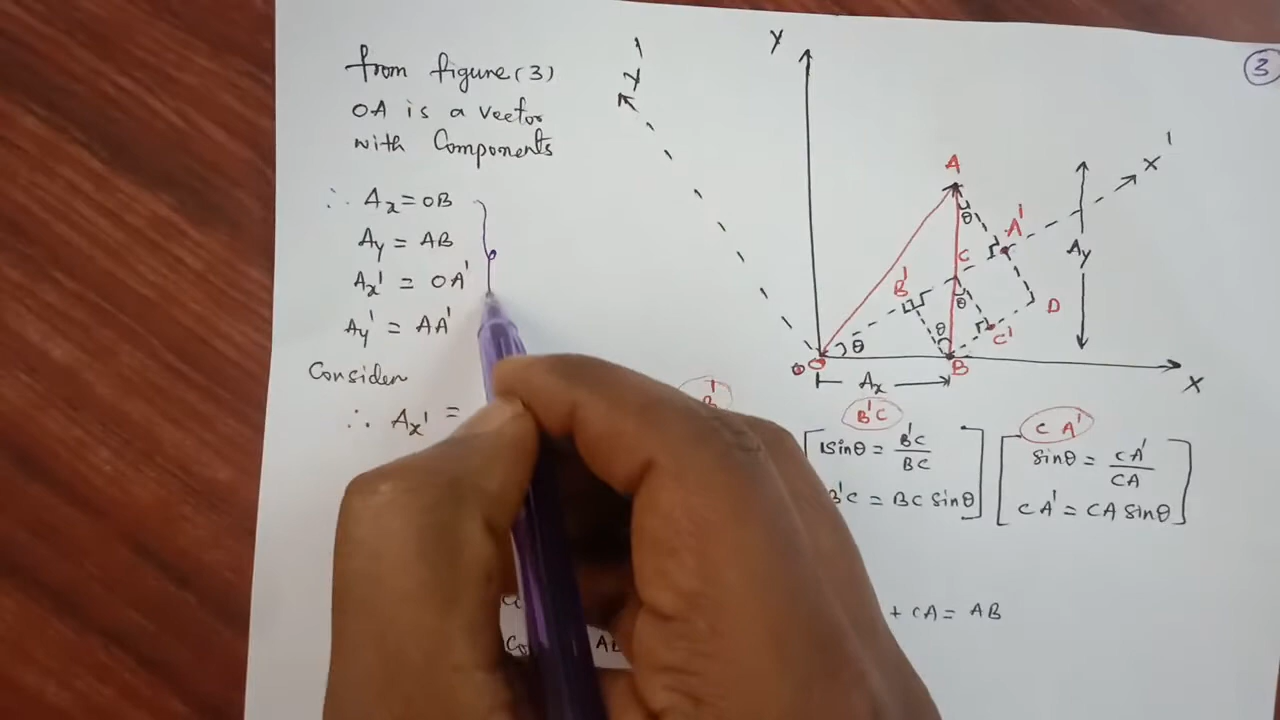 from figure (3)
OA is a vector
with Components
∴ Ax = OB
Ay = AB
Ax' = OA'
Ay' = AA'
Consider
∴ Ax' =
3
Y
Y'
X'
A
θ
A'
C
Ay
B'
θ
D
θ
C'
θ
O
B
Ax
X
B'
B'C
CA'
sinθ = B'C/BC
B'C = BC sinθ
sinθ = CA'/CA
CA' = CA sinθ
+ CA = AB